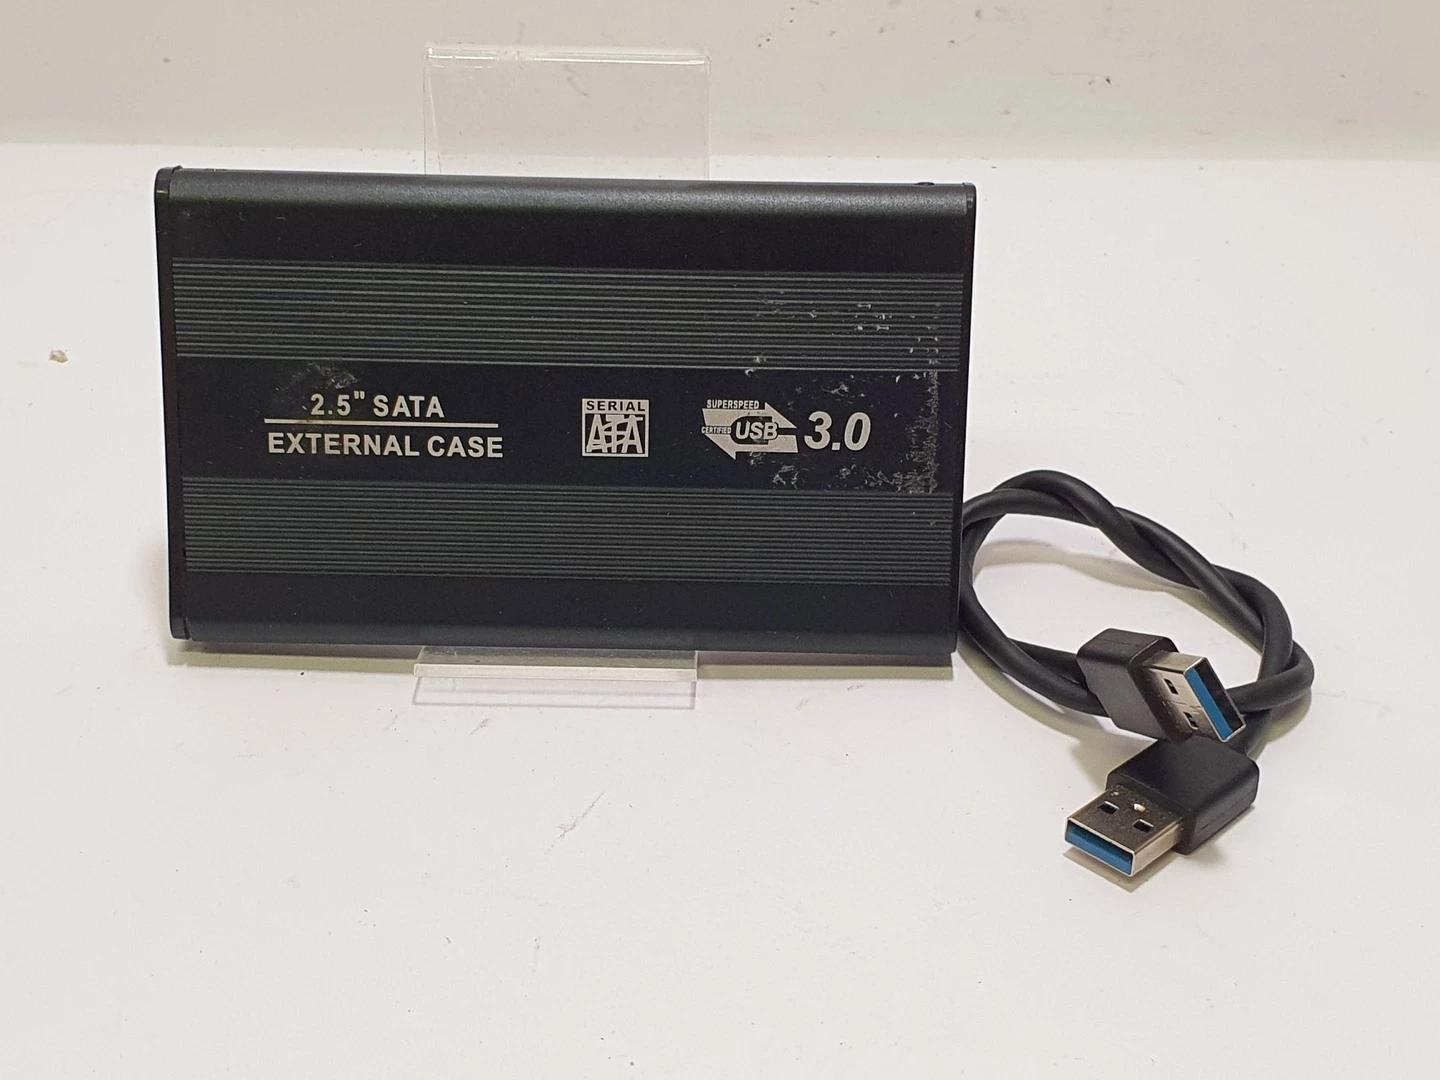 2.5" SATA
EXTERNAL CASE
SERIAL
ATA
SUPERSPEED
CERTIFIED USB 3.0